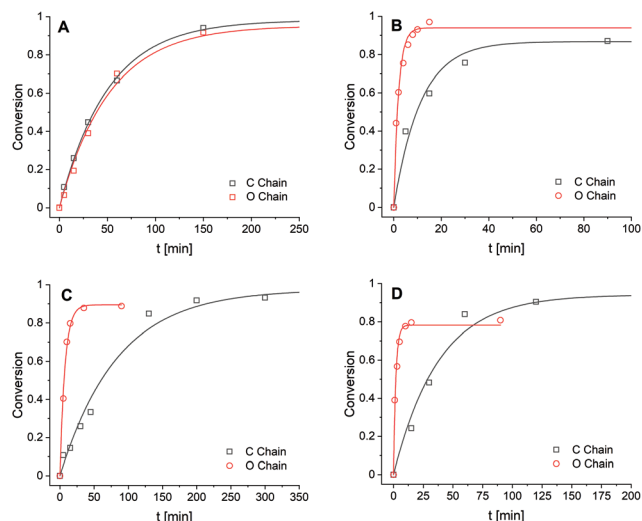 A
Conversion
1
0.8
0.6
0.4
0.2
0
C Chain
O Chain
0 50 100 150 200 250
t [min]
B
Conversion
1
0.8
0.6
0.4
0.2
0
C Chain
O Chain
0 20 40 60 80 100
t [min]
C
Conversion
1
0.8
0.6
0.4
0.2
0
C Chain
O Chain
0 50 100 150 200 250 300 350
t [min]
D
Conversion
1
0.8
0.6
0.4
0.2
0
C Chain
O Chain
0 25 50 75 100 125 150 175 200
t [min]